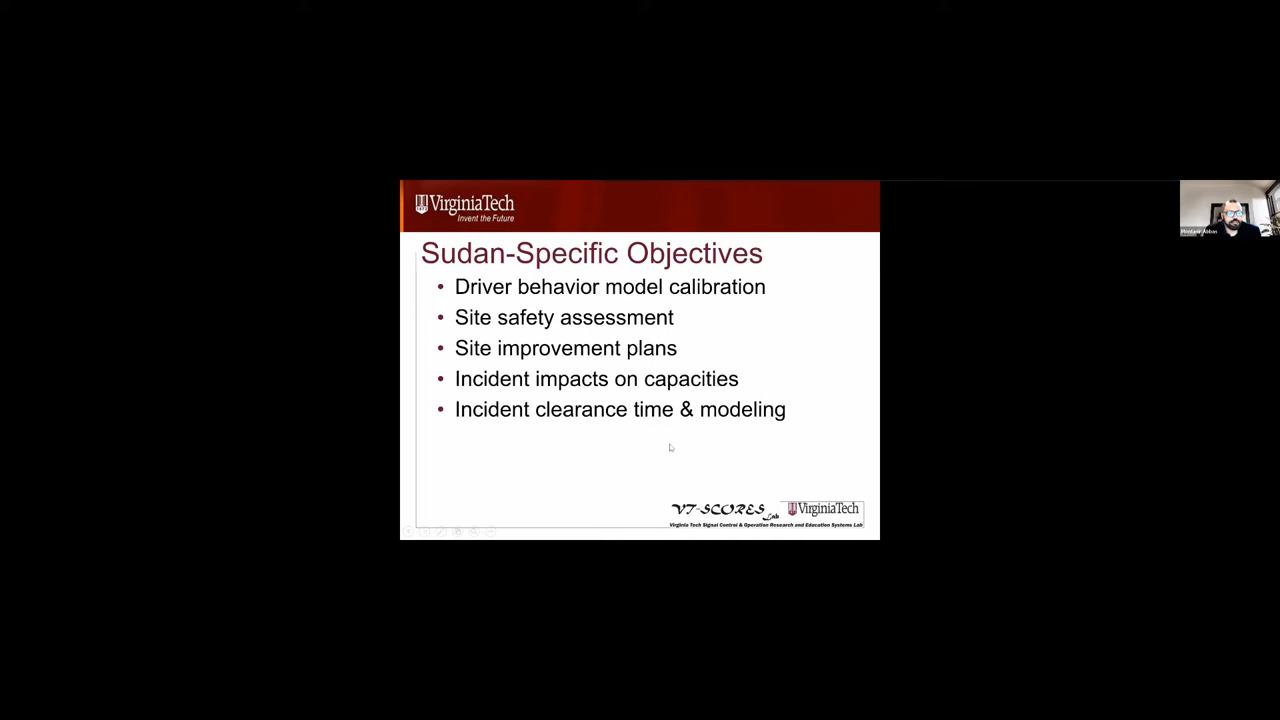 VirginiaTech
Invent the Future
Sudan-Specific Objectives
• Driver behavior model calibration
• Site safety assessment
• Site improvement plans
• Incident impacts on capacities
• Incident clearance time & modeling
VT-SCORES Lab
VirginiaTech
Virginia Tech Signal Control & Operation Research and Education Systems Lab
Abbas